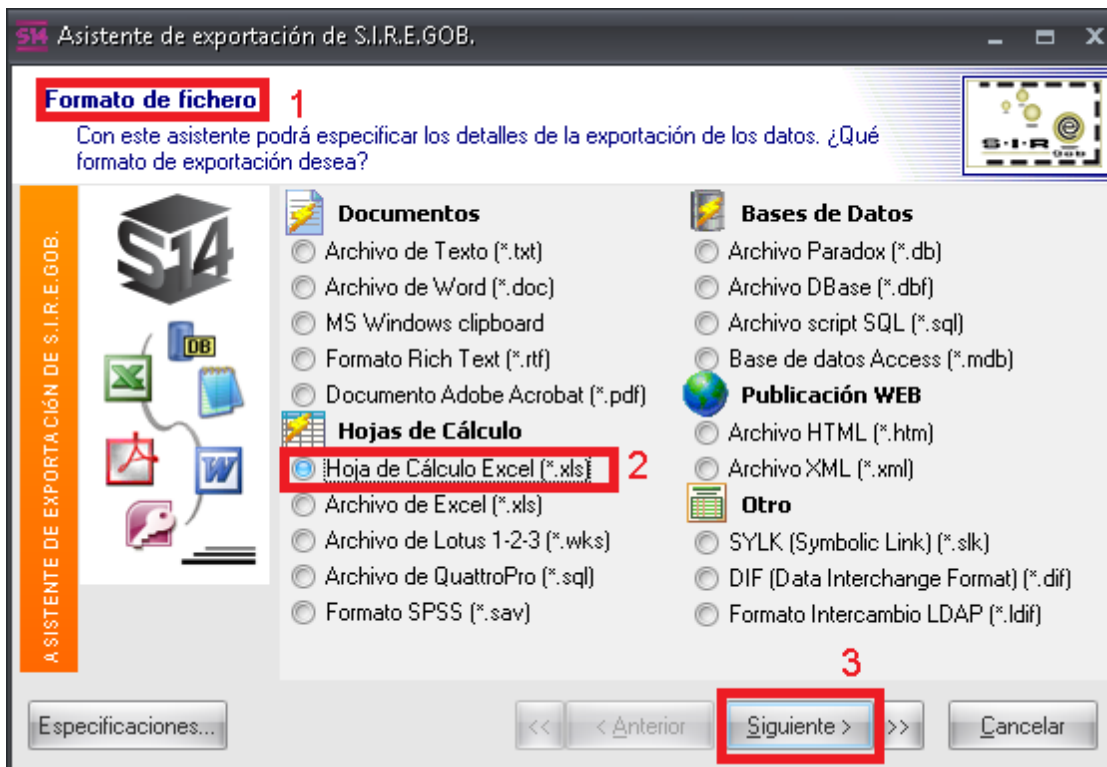 S14 Asistente de exportación de S.I.R.E.GOB.
Formato de fichero 1
Con este asistente podrá especificar los detalles de la exportación de los datos. ¿Qué
formato de exportación desea?
S·I·R e
Gob
ASISTENTE DE EXPORTACIÓN DE S.I.R.E.GOB.
S14
DB
W
Documentos
Archivo de Texto (*.txt)
Archivo de Word (*.doc)
MS Windows clipboard
Formato Rich Text (*.rtf)
Documento Adobe Acrobat (*.pdf)
Hojas de Cálculo
Hoja de Cálculo Excel (*.xls) 2
Archivo de Excel (*.xls)
Archivo de Lotus 1-2-3 (*.wks)
Archivo de QuattroPro (*.sql)
Formato SPSS (*.sav)
Bases de Datos
Archivo Paradox (*.db)
Archivo DBase (*.dbf)
Archivo script SQL (*.sql)
Base de datos Access (*.mdb)
Publicación WEB
Archivo HTML (*.htm)
Archivo XML (*.xml)
Otro
SYLK (Symbolic Link) (*.slk)
DIF (Data Interchange Format) (*.dif)
Formato Intercambio LDAP (*.ldif)
3
Especificaciones... << < Anterior Siguiente > >> Cancelar